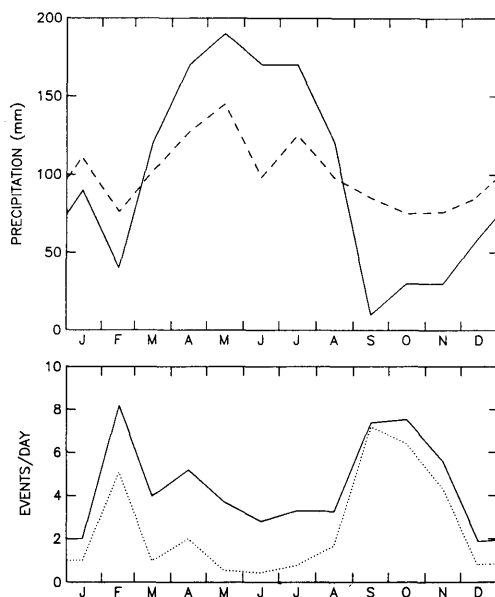 PRECIPITATION (mm)
200
150
100
50
0
J F M A M J J A S O N D
EVENTS/DAY
10
8
6
4
2
0
J F M A M J J A S O N D